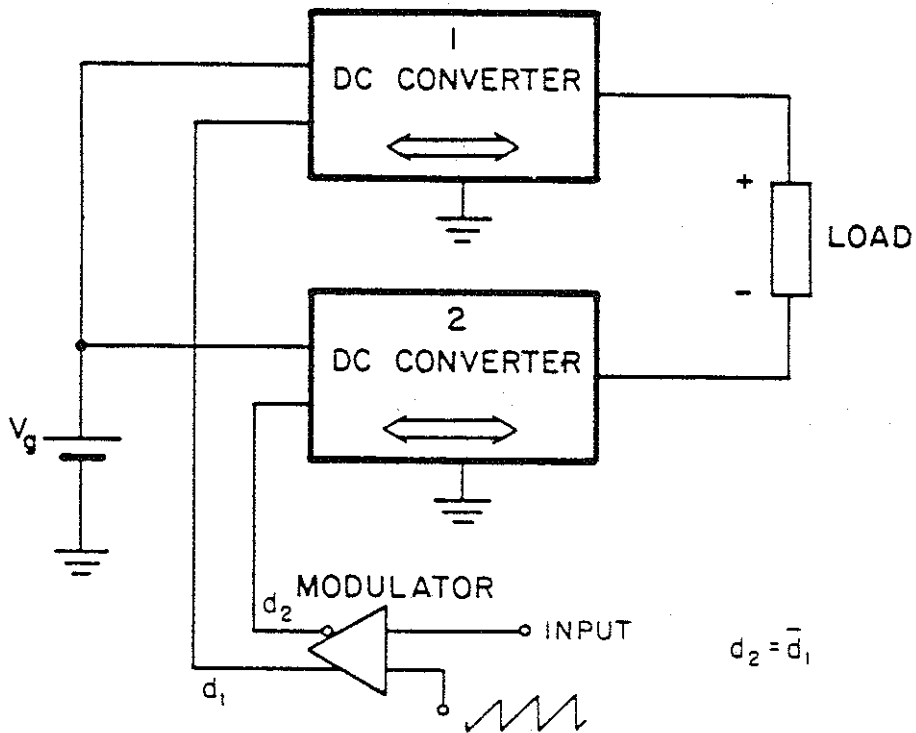 1
DC CONVERTER
+
LOAD
-
2
DC CONVERTER
Vg
MODULATOR
d2
INPUT
d2 = d̄1
d1